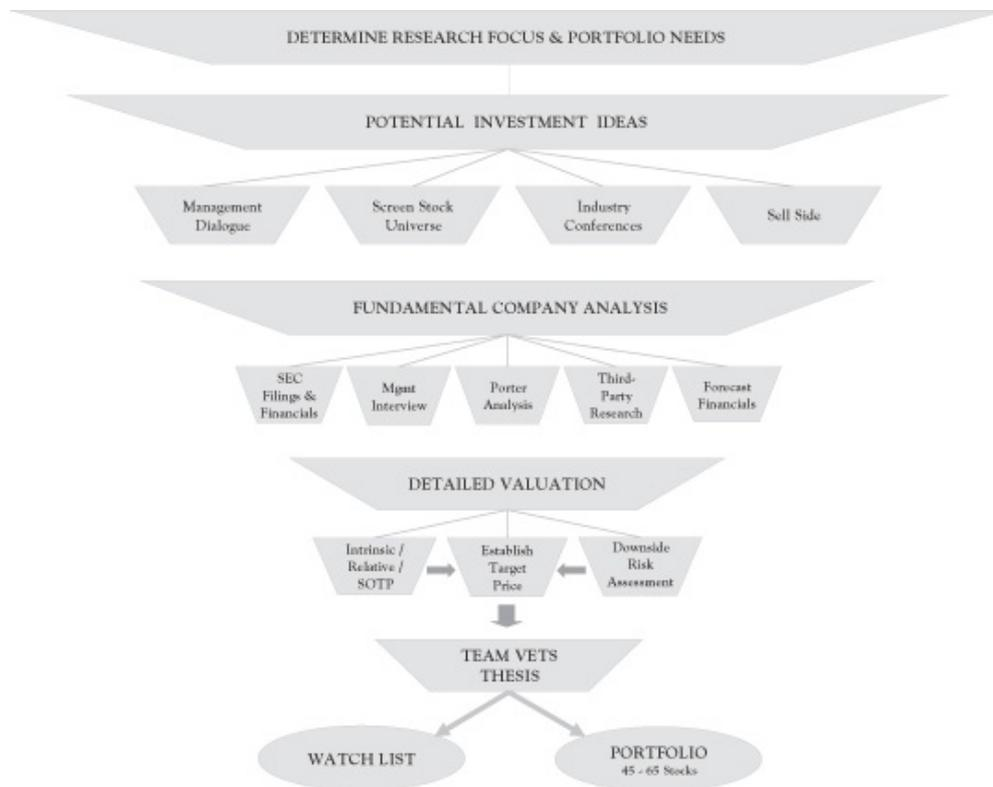 DETERMINE RESEARCH FOCUS & PORTFOLIO NEEDS
POTENTIAL INVESTMENT IDEAS
Management
Dialogue
Screen Stock
Universe
Industry
Conferences
Sell Side
FUNDAMENTAL COMPANY ANALYSIS
SEC
Filings &
Financials
Mgmt
Interview
Porter
Analysis
Third-
Party
Research
Forecast
Financials
DETAILED VALUATION
Intrinsic /
Relative /
SOTP
Establish
Target
Price
Downside
Risk
Assessment
TEAM VETS
THESIS
WATCH LIST
PORTFOLIO
45 - 65 Stocks